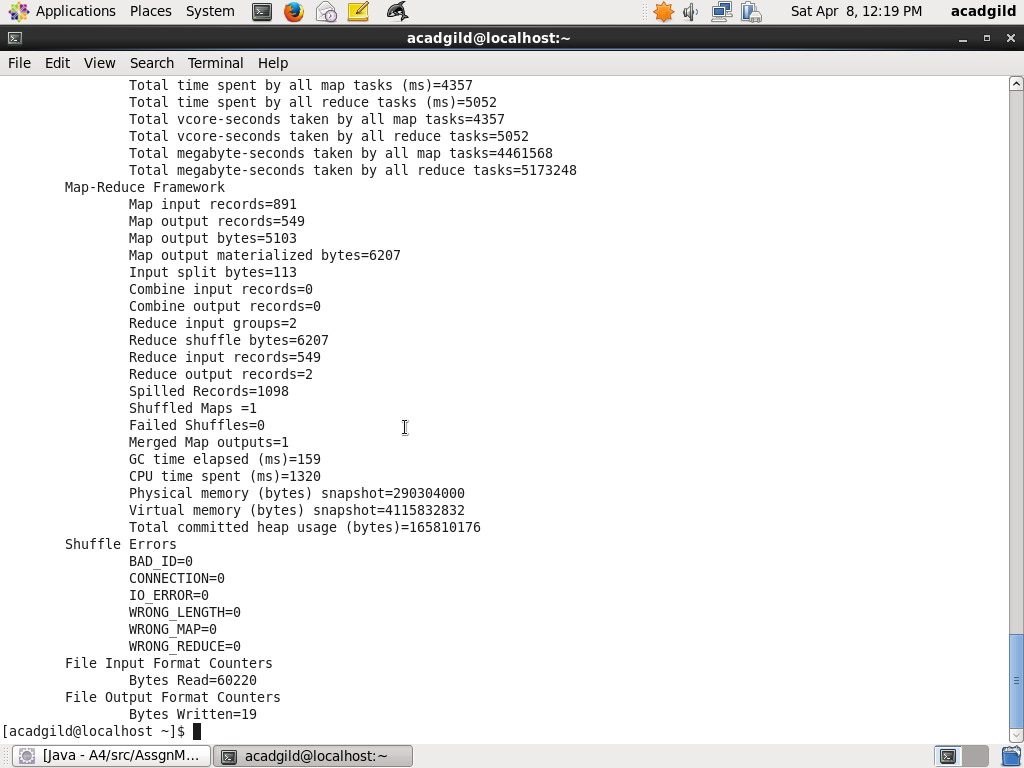 Applications Places System Sat Apr 8, 12:19 PM acadgild
acadgild@localhost:~
File Edit View Search Terminal Help
Total time spent by all map tasks (ms)=4357
Total time spent by all reduce tasks (ms)=5052
Total vcore-seconds taken by all map tasks=4357
Total vcore-seconds taken by all reduce tasks=5052
Total megabyte-seconds taken by all map tasks=4461568
Total megabyte-seconds taken by all reduce tasks=5173248
Map-Reduce Framework
Map input records=891
Map output records=549
Map output bytes=5103
Map output materialized bytes=6207
Input split bytes=113
Combine input records=0
Combine output records=0
Reduce input groups=2
Reduce shuffle bytes=6207
Reduce input records=549
Reduce output records=2
Spilled Records=1098
Shuffled Maps =1
Failed Shuffles=0
Merged Map outputs=1
GC time elapsed (ms)=159
CPU time spent (ms)=1320
Physical memory (bytes) snapshot=290304000
Virtual memory (bytes) snapshot=4115832832
Total committed heap usage (bytes)=165810176
Shuffle Errors
BAD_ID=0
CONNECTION=0
IO_ERROR=0
WRONG_LENGTH=0
WRONG_MAP=0
WRONG_REDUCE=0
File Input Format Counters
Bytes Read=60220
File Output Format Counters
Bytes Written=19
[acadgild@localhost ~]$
[Java - A4/src/AssgnM... acadgild@localhost:~